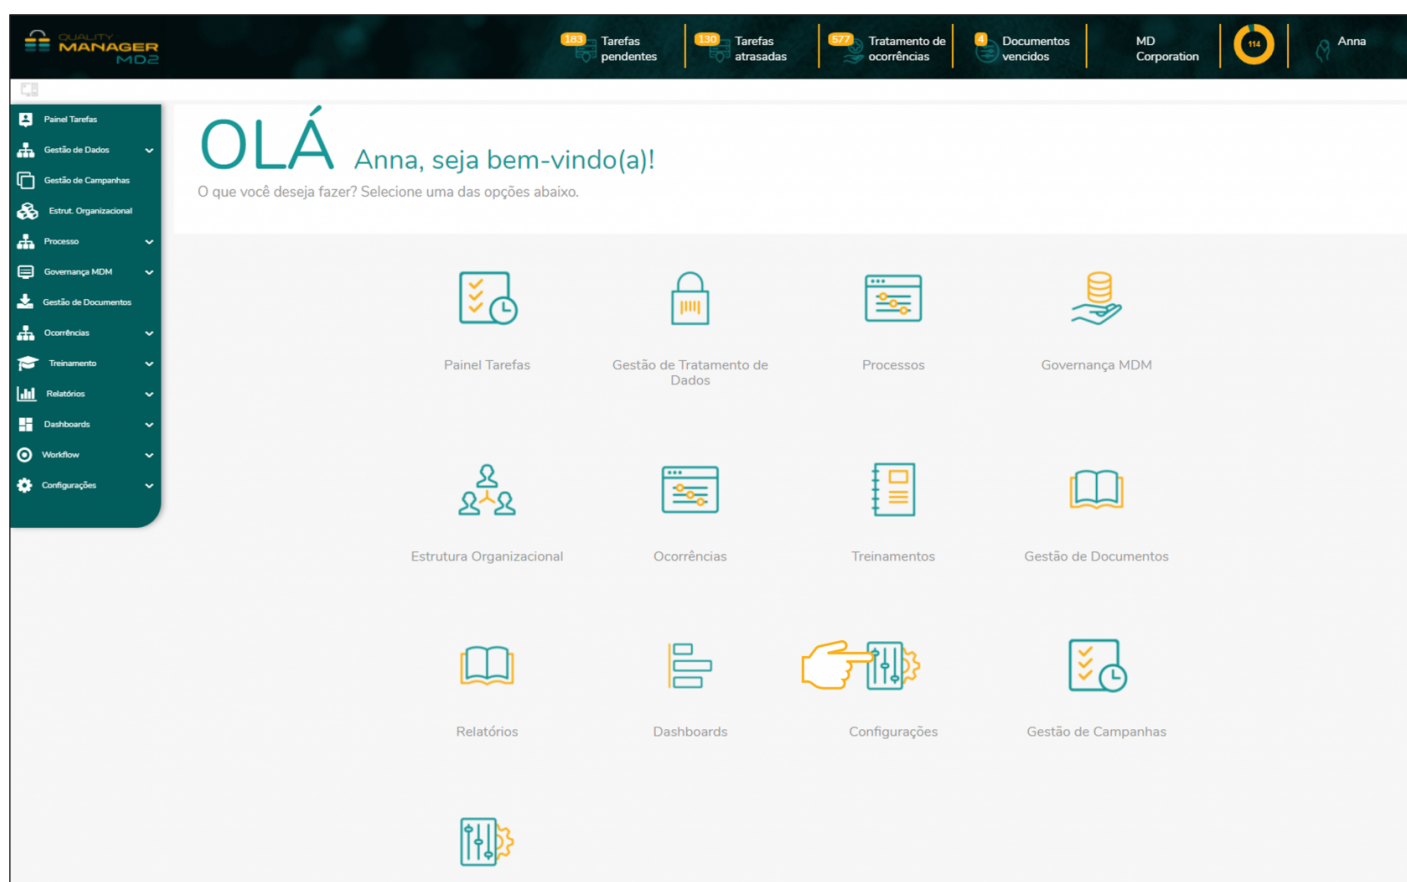 QUALITY
MANAGER
MD2
183
Tarefas
pendentes
130
Tarefas
atrasadas
577
Tratamento de
ocorrências
4
Documentos
vencidos
MD
Corporation
114
Anna
Painel Tarefas
Gestão de Dados
Gestão de Campanhas
Estrut. Organizacional
Processo
Governança MDM
Gestão de Documentos
Ocorrências
Treinamento
Relatórios
Dashboards
Workflow
Configurações
OLÁ Anna, seja bem-vindo(a)!
O que você deseja fazer? Selecione uma das opções abaixo.
Painel Tarefas
Gestão de Tratamento de
Dados
Processos
Governança MDM
Estrutura Organizacional
Ocorrências
Treinamentos
Gestão de Documentos
Relatórios
Dashboards
Configurações
Gestão de Campanhas